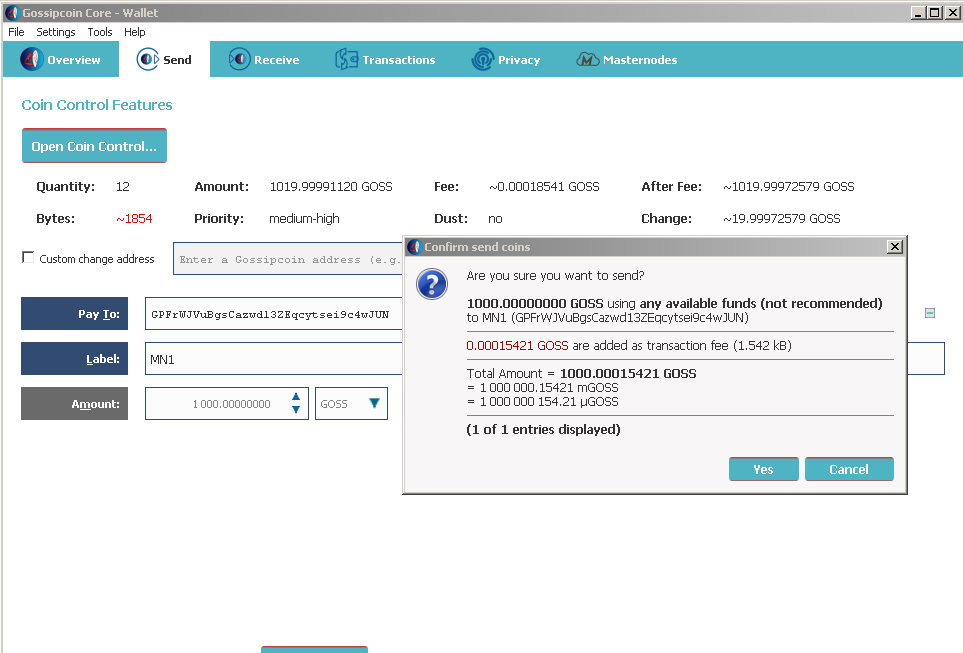 Gossipcoin Core - Wallet
File Settings Tools Help
Overview Send Receive Transactions Privacy Masternodes
Coin Control Features
Open Coin Control...
Quantity: 12 Amount: 1019.99991120 GOSS Fee: ~0.00018541 GOSS After Fee: ~1019.99972579 GOSS
Bytes: ~1854 Priority: medium-high Dust: no Change: ~19.99972579 GOSS
Custom change address Enter a Gossipcoin address (e.g.
Pay To: GPFrWJVuBgsCazwd13ZEqcytsei9c4wJUN
Label: MN1
Amount: 1 000.00000000 GOSS
Confirm send coins
Are you sure you want to send?
1000.00000000 GOSS using any available funds (not recommended)
to MN1 (GPFrWJVuBgsCazwd13ZEqcytsei9c4wJUN)
0.00015421 GOSS are added as transaction fee (1.542 kB)
Total Amount = 1000.00015421 GOSS
= 1 000 000.15421 mGOSS
= 1 000 000 154.21 μGOSS
(1 of 1 entries displayed)
Yes Cancel